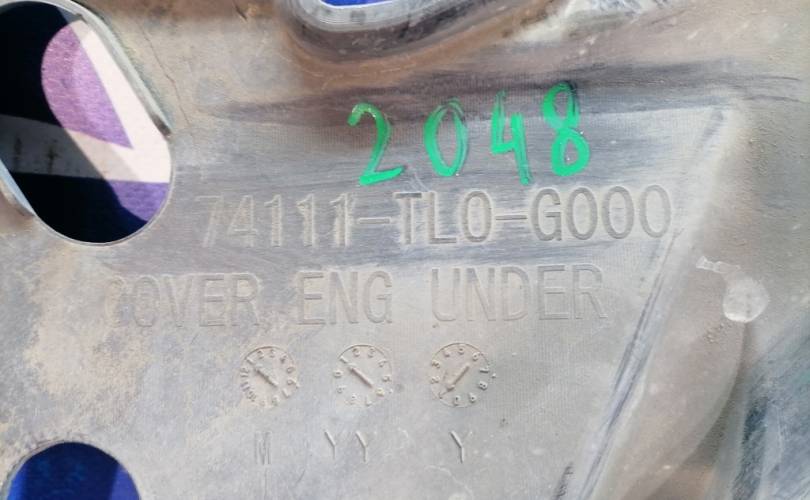 2048
74111-TL0-G000
COVER ENG UNDER
M YY Y